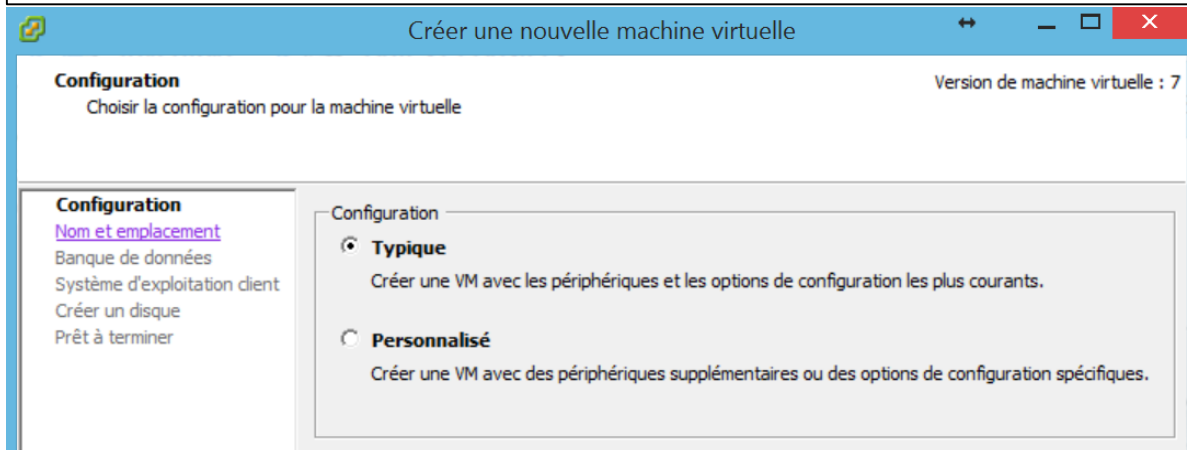 Créer une nouvelle machine virtuelle
Configuration
Version de machine virtuelle : 7
Choisir la configuration pour la machine virtuelle
Configuration
Nom et emplacement
Banque de données
Système d'exploitation client
Créer un disque
Prêt à terminer
Configuration
Typique
Créer une VM avec les périphériques et les options de configuration les plus courants.
Personnalisé
Créer une VM avec des périphériques supplémentaires ou des options de configuration spécifiques.